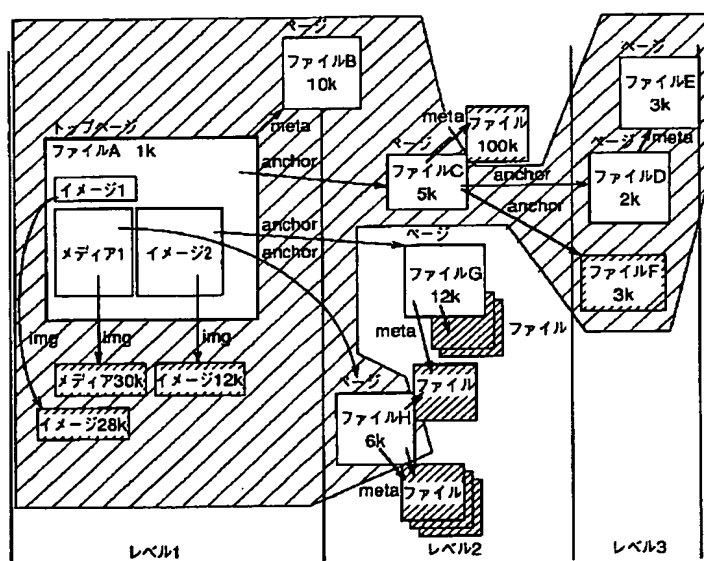 ページ
ファイルB
10k
meta
トップページ
ファイルA 1k
イメージ1
メディア1
イメージ2
anchor
anchor
anchor
img
img
img
メディア30k
イメージ12k
イメージ28k
ページ
ファイルC
5k
meta
ファイル
100k
anchor
anchor
ページ
ファイルE
3k
meta
ページ
ファイルD
2k
ファイルF
3k
ページ
ファイルG
12k
meta
ファイル
ファイル
ページ
ファイルH
6k
meta
ファイル
レベル1
レベル2
レベル3